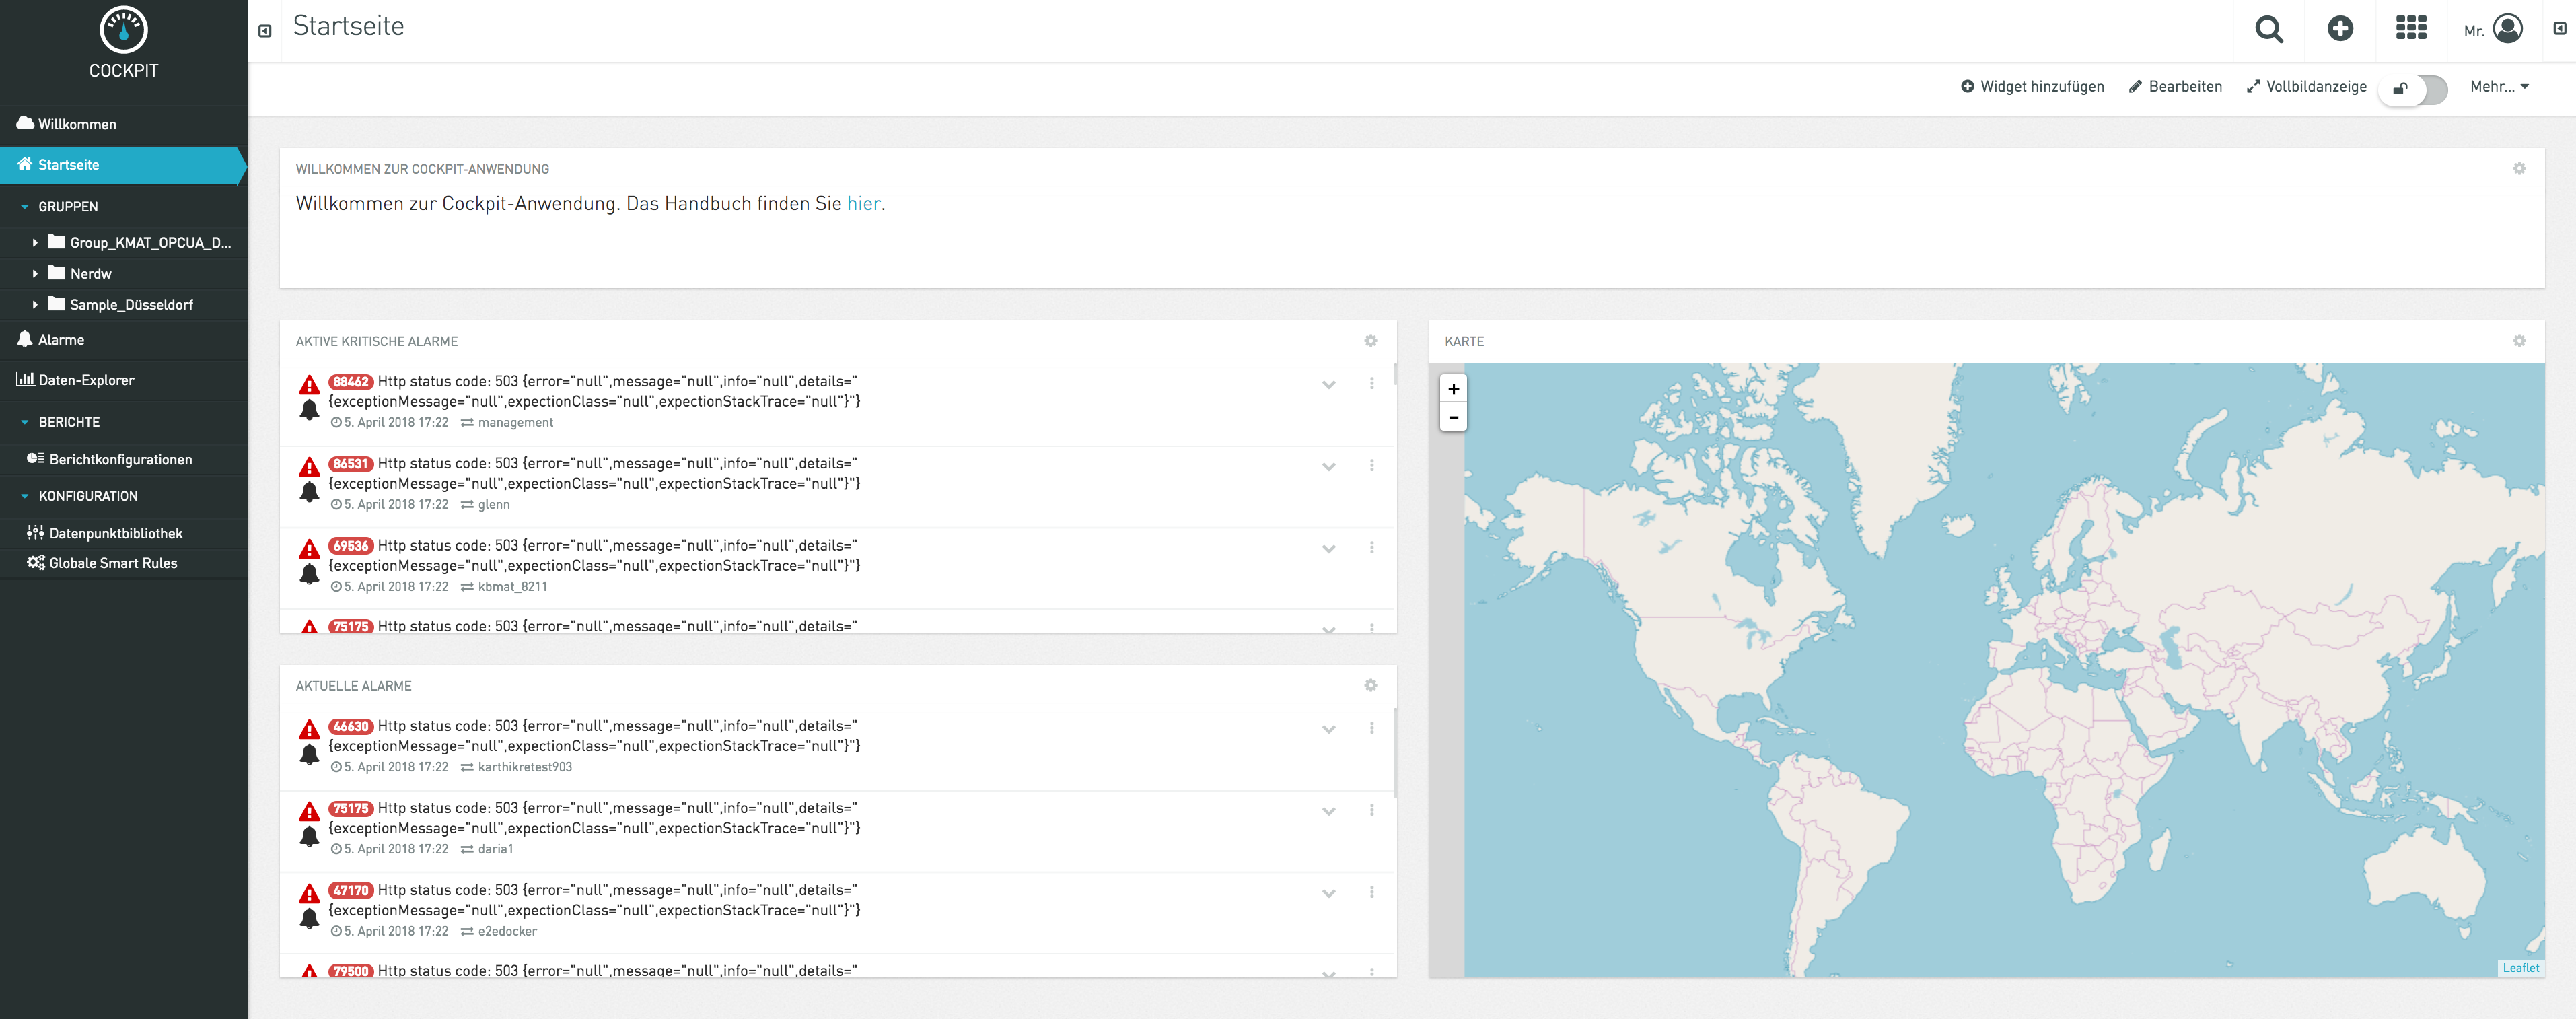 COCKPIT
Startseite
Mr.
Widget hinzufügen
Bearbeiten
Vollbildanzeige
Mehr...
Willkommen
Startseite
GRUPPEN
Group_KMAT_OPCUA_D...
Nerdw
Sample_Düsseldorf
Alarme
Daten-Explorer
BERICHTE
Berichtkonfigurationen
KONFIGURATION
Datenpunktbibliothek
Globale Smart Rules
WILLKOMMEN ZUR COCKPIT-ANWENDUNG
Willkommen zur Cockpit-Anwendung. Das Handbuch finden Sie hier.
AKTIVE KRITISCHE ALARME
88462 Http status code: 503 {error="null",message="null",info="null",details="
{exceptionMessage="null",expectionClass="null",expectionStackTrace="null"}"}
5. April 2018 17:22 management
86531 Http status code: 503 {error="null",message="null",info="null",details="
{exceptionMessage="null",expectionClass="null",expectionStackTrace="null"}"}
5. April 2018 17:22 glenn
69536 Http status code: 503 {error="null",message="null",info="null",details="
{exceptionMessage="null",expectionClass="null",expectionStackTrace="null"}"}
5. April 2018 17:22 kbmat_8211
75175 Http status code: 503 {error="null",message="null",info="null",details="
AKTUELLE ALARME
46630 Http status code: 503 {error="null",message="null",info="null",details="
{exceptionMessage="null",expectionClass="null",expectionStackTrace="null"}"}
5. April 2018 17:22 karthikretest903
75175 Http status code: 503 {error="null",message="null",info="null",details="
{exceptionMessage="null",expectionClass="null",expectionStackTrace="null"}"}
5. April 2018 17:22 daria1
47170 Http status code: 503 {error="null",message="null",info="null",details="
{exceptionMessage="null",expectionClass="null",expectionStackTrace="null"}"}
5. April 2018 17:22 e2edocker
79500 Http status code: 503 {error="null",message="null",info="null",details="
KARTE
+
-
Leaflet